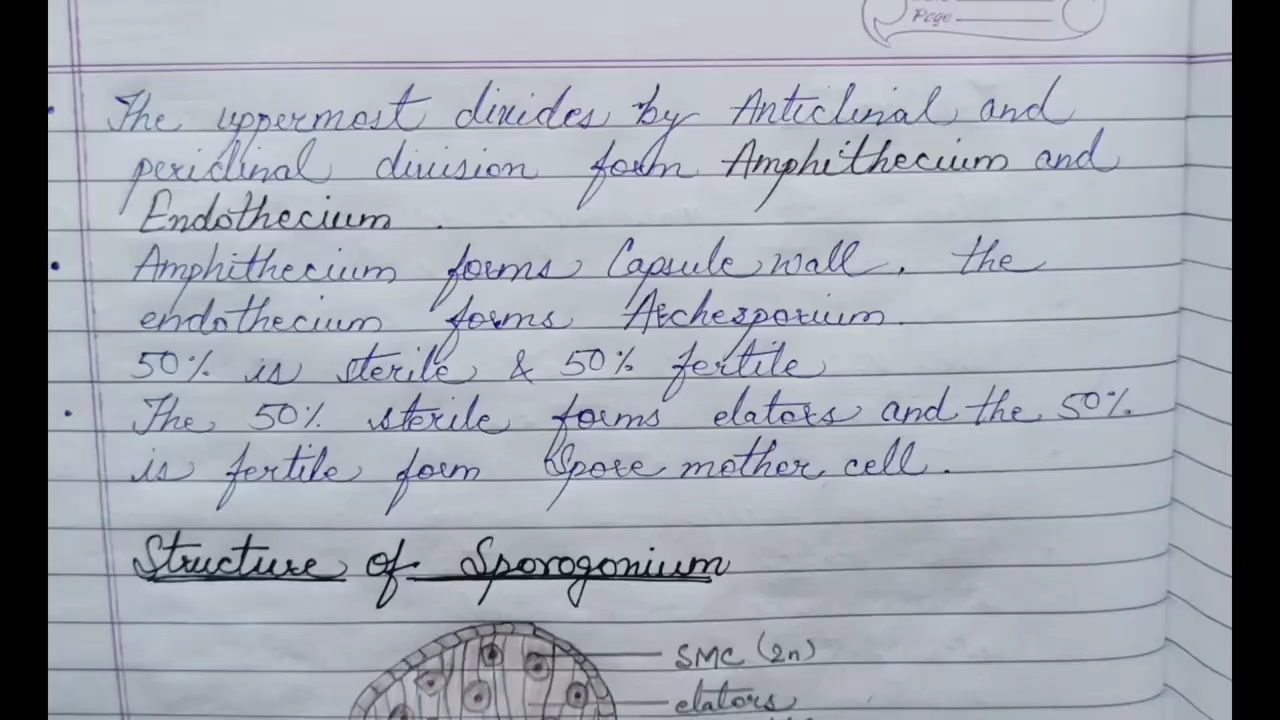 Page
The uppermost divides by Anticlinal and
periclinal division form Amphithecium and
Endothecium.
Amphithecium forms Capsule wall. the
endothecium forms Archesporium.
50% is sterile & 50% fertile
The 50% sterile forms elators and the 50%
is fertile form Spore mother cell.
Structure of Sporogonium
SMC (2n)
elators